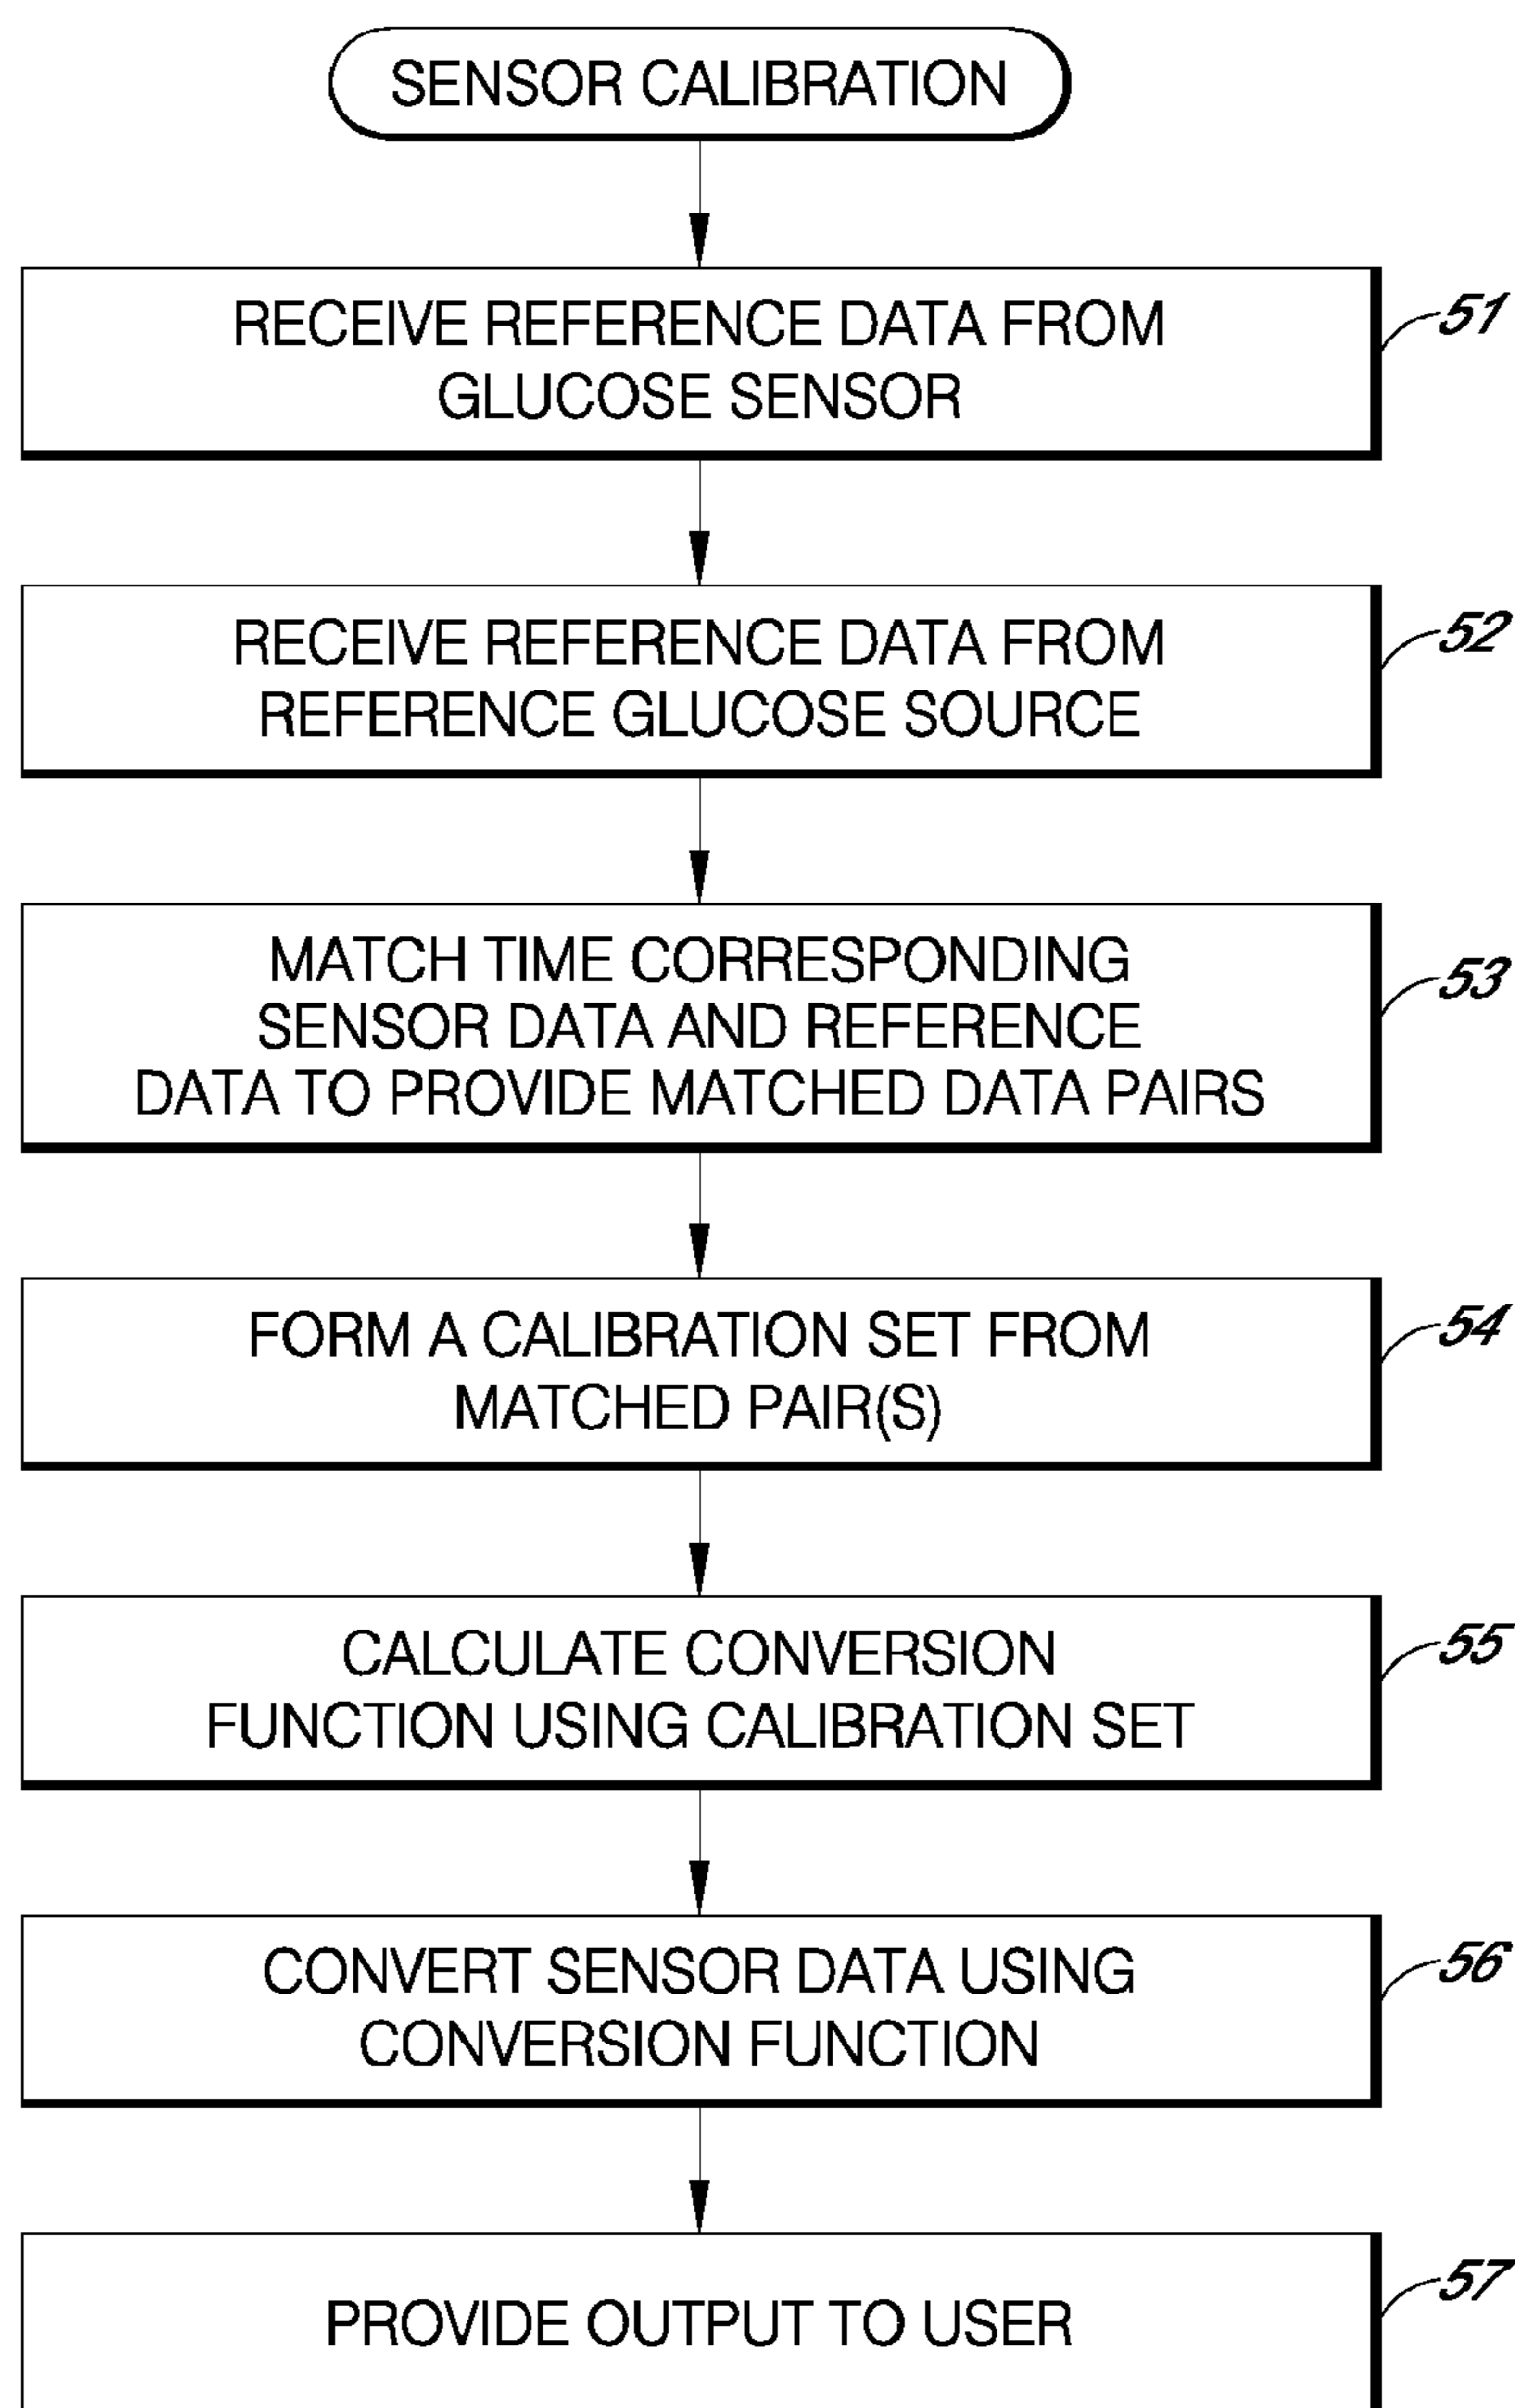 SENSOR CALIBRATION
RECEIVE REFERENCE DATA FROM
GLUCOSE SENSOR
51
RECEIVE REFERENCE DATA FROM
REFERENCE GLUCOSE SOURCE
52
MATCH TIME CORRESPONDING
SENSOR DATA AND REFERENCE
DATA TO PROVIDE MATCHED DATA PAIRS
53
FORM A CALIBRATION SET FROM
MATCHED PAIR(S)
54
CALCULATE CONVERSION
FUNCTION USING CALIBRATION SET
55
CONVERT SENSOR DATA USING
CONVERSION FUNCTION
56
PROVIDE OUTPUT TO USER
57